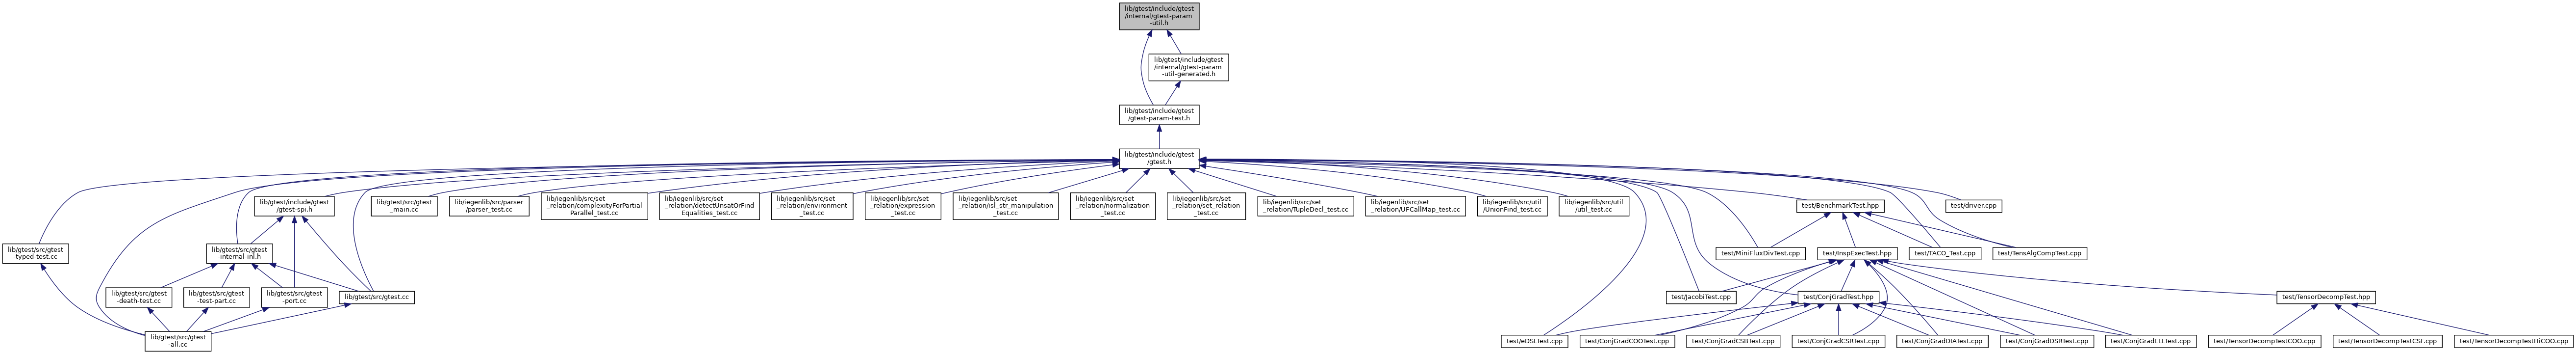 lib/gtest/include/gtest
/internal/gtest-param
-util.h
lib/gtest/include/gtest
/internal/gtest-param
-util-generated.h
lib/gtest/include/gtest
/gtest-param-test.h
lib/gtest/include/gtest
/gtest.h
lib/gtest/include/gtest
/gtest-spi.h
lib/gtest/src/gtest
_main.cc
lib/iegenlib/src/parser
/parser_test.cc
lib/iegenlib/src/set
_relation/complexityForPartial
Parallel_test.cc
lib/iegenlib/src/set
_relation/detectUnsatOrFind
Equalities_test.cc
lib/iegenlib/src/set
_relation/environment
_test.cc
lib/iegenlib/src/set
_relation/expression
_test.cc
lib/iegenlib/src/set
_relation/isl_str_manipulation
_test.cc
lib/iegenlib/src/set
_relation/normalization
_test.cc
lib/iegenlib/src/set
_relation/set_relation
_test.cc
lib/iegenlib/src/set
_relation/TupleDecl_test.cc
lib/iegenlib/src/set
_relation/UFCallMap_test.cc
lib/iegenlib/src/util
/UnionFind_test.cc
lib/iegenlib/src/util
/util_test.cc
test/BenchmarkTest.hpp
test/driver.cpp
lib/gtest/src/gtest
-typed-test.cc
lib/gtest/src/gtest
-internal-inl.h
test/MiniFluxDivTest.cpp
test/InspExecTest.hpp
test/TACO_Test.cpp
test/TensAlgCompTest.cpp
lib/gtest/src/gtest
-death-test.cc
lib/gtest/src/gtest
-test-part.cc
lib/gtest/src/gtest
-port.cc
lib/gtest/src/gtest.cc
test/JacobiTest.cpp
test/ConjGradTest.hpp
test/TensorDecompTest.hpp
lib/gtest/src/gtest
-all.cc
test/eDSLTest.cpp
test/ConjGradCOOTest.cpp
test/ConjGradCSBTest.cpp
test/ConjGradCSRTest.cpp
test/ConjGradDIATest.cpp
test/ConjGradDSRTest.cpp
test/ConjGradELLTest.cpp
test/TensorDecompTestCOO.cpp
test/TensorDecompTestCSF.cpp
test/TensorDecompTestHiCOO.cpp